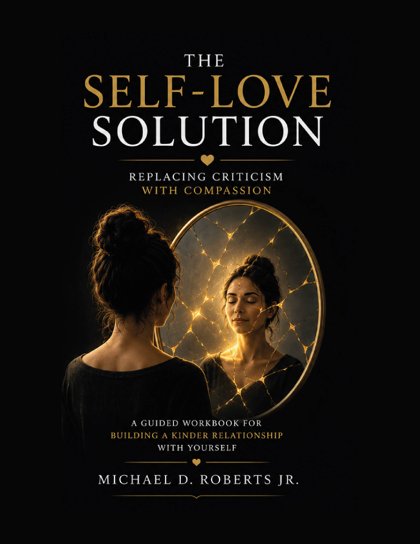 THE
SELF-LOVE
SOLUTION
REPLACING CRITICISM
WITH COMPASSION
A GUIDED WORKBOOK FOR
BUILDING A KINDER RELATIONSHIP
WITH YOURSELF
MICHAEL D. ROBERTS JR.